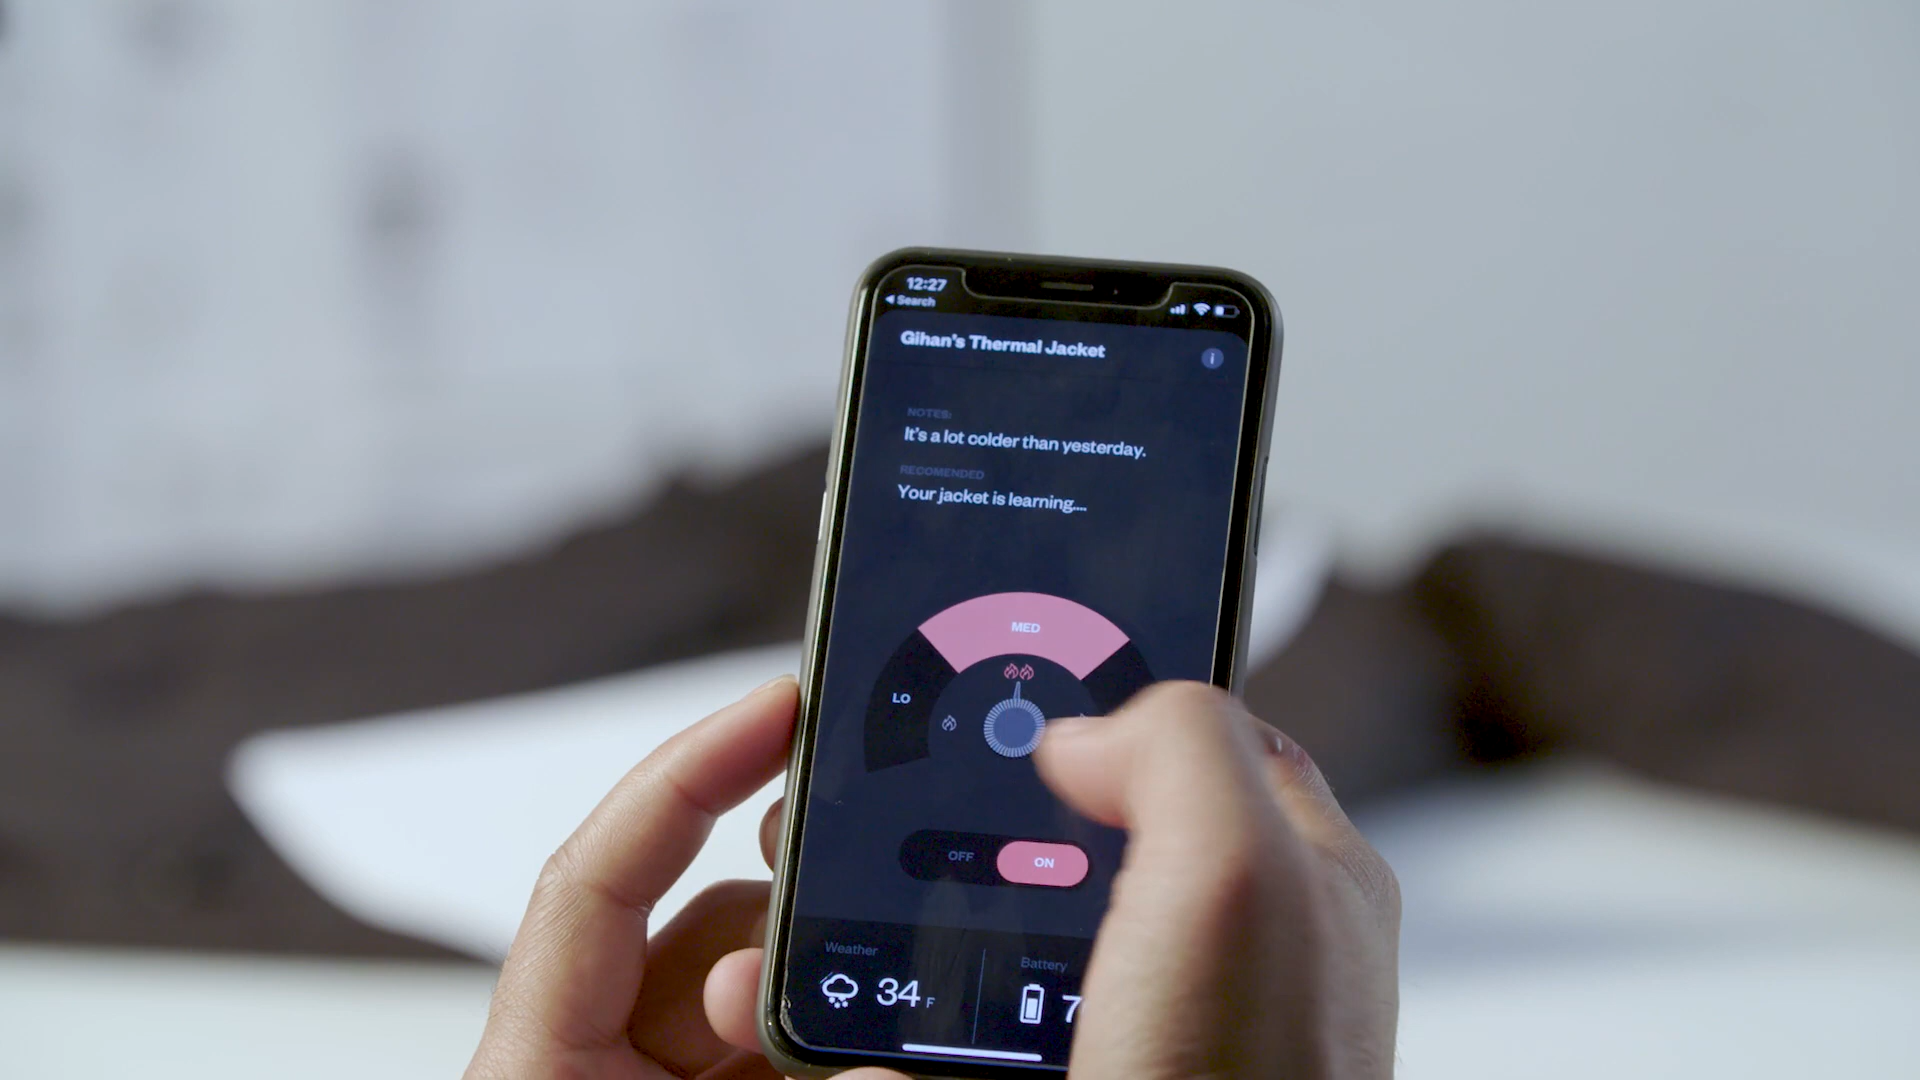 12:27
◀ Search
Gihan's Thermal Jacket
i
NOTES:
It's a lot colder than yesterday.
RECOMENDED
Your jacket is learning....
MED
LO
OFF ON
Weather Battery
34 F 7